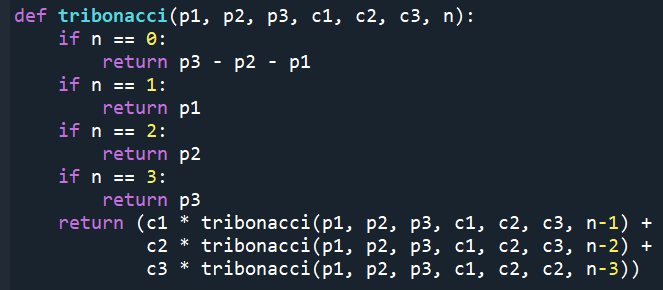 def tribonacci(p1, p2, p3, c1, c2, c3, n):
    if n == 0:
        return p3 - p2 - p1
    if n == 1:
        return p1
    if n == 2:
        return p2
    if n == 3:
        return p3
    return (c1 * tribonacci(p1, p2, p3, c1, c2, c3, n-1) +
            c2 * tribonacci(p1, p2, p3, c1, c2, c3, n-2) +
            c3 * tribonacci(p1, p2, p3, c1, c2, c2, n-3))